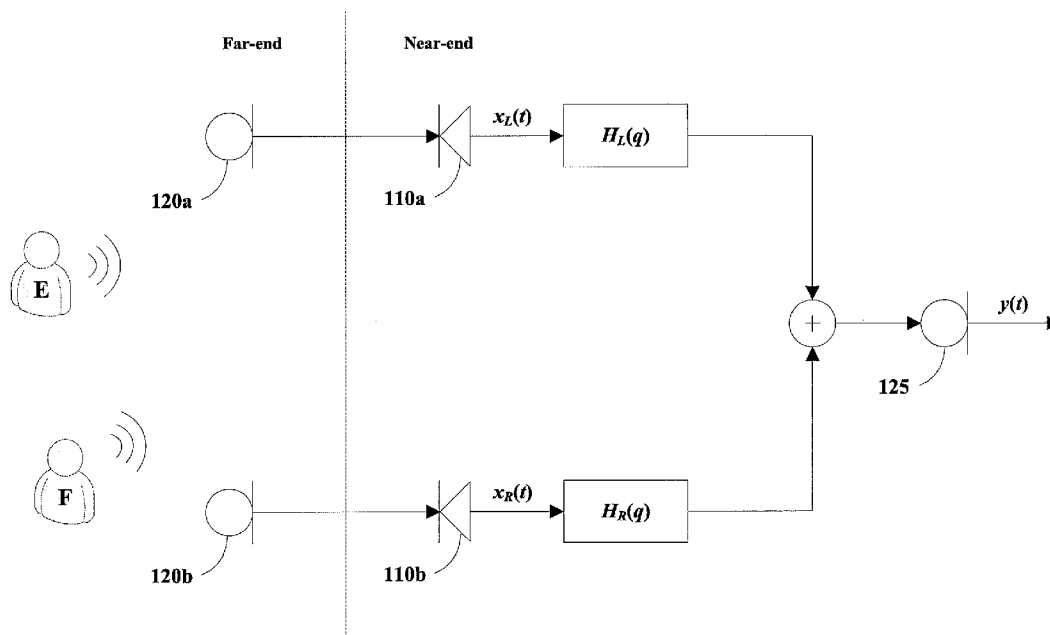 Far-end
Near-end
x_L(t)
H_L(q)
120a
110a
E
+
y(t)
125
F
x_R(t)
H_R(q)
120b
110b